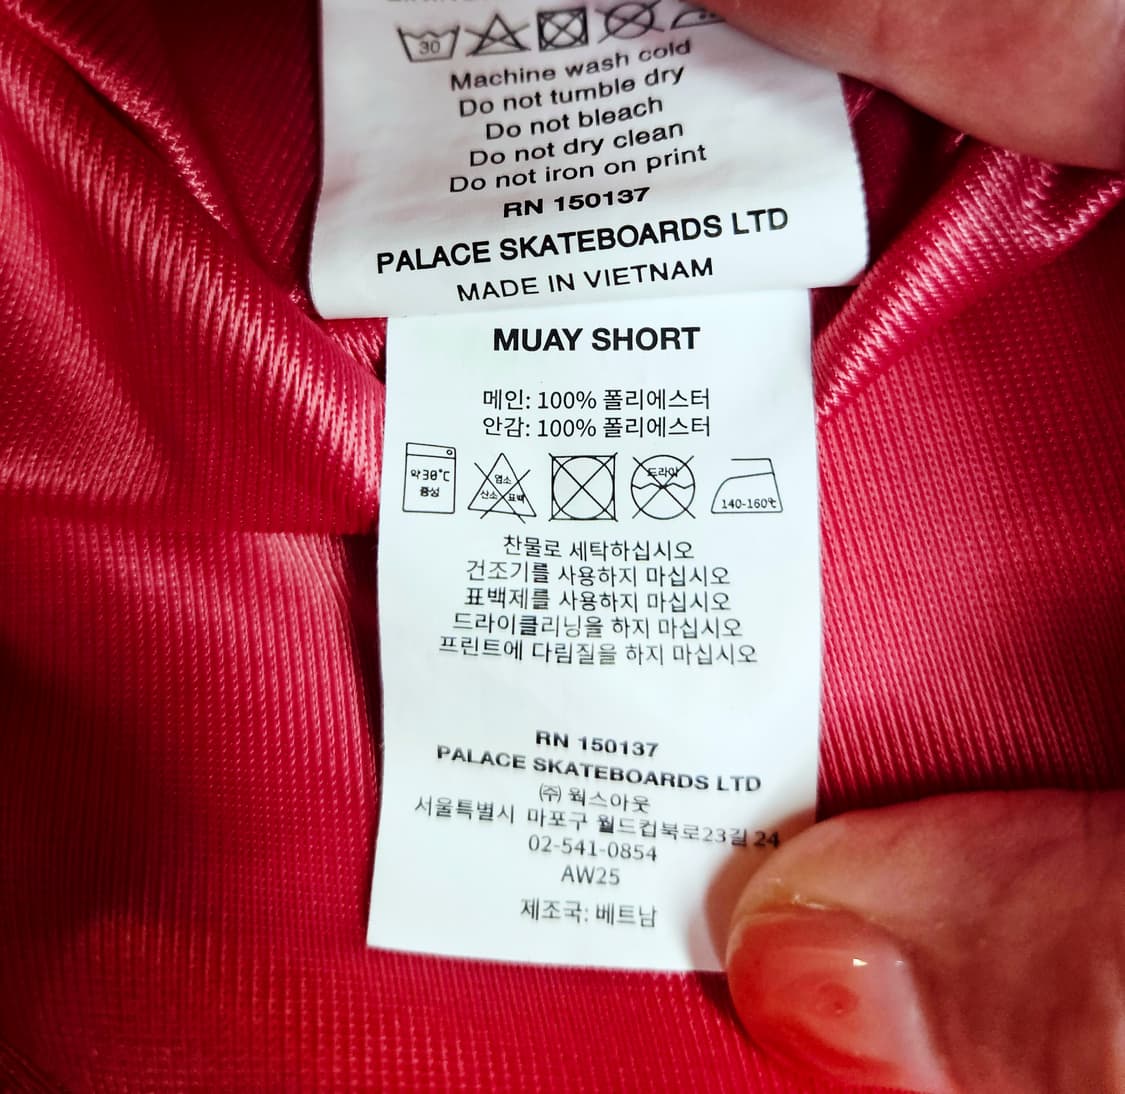 30
Machine wash cold
Do not tumble dry
Do not bleach
Do not dry clean
Do not iron on print
RN 150137
PALACE SKATEBOARDS LTD
MADE IN VIETNAM
MUAY SHORT
메인: 100% 폴리에스터
안감: 100% 폴리에스터
약30℃
중성
염소
산소 표백
드라이
140-160℃
찬물로 세탁하십시오
건조기를 사용하지 마십시오
표백제를 사용하지 마십시오
드라이클리닝을 하지 마십시오
프린트에 다림질을 하지 마십시오
RN 150137
PALACE SKATEBOARDS LTD
㈜ 웍스아웃
서울특별시 마포구 월드컵북로23길 24
02-541-0854
AW25
제조국: 베트남